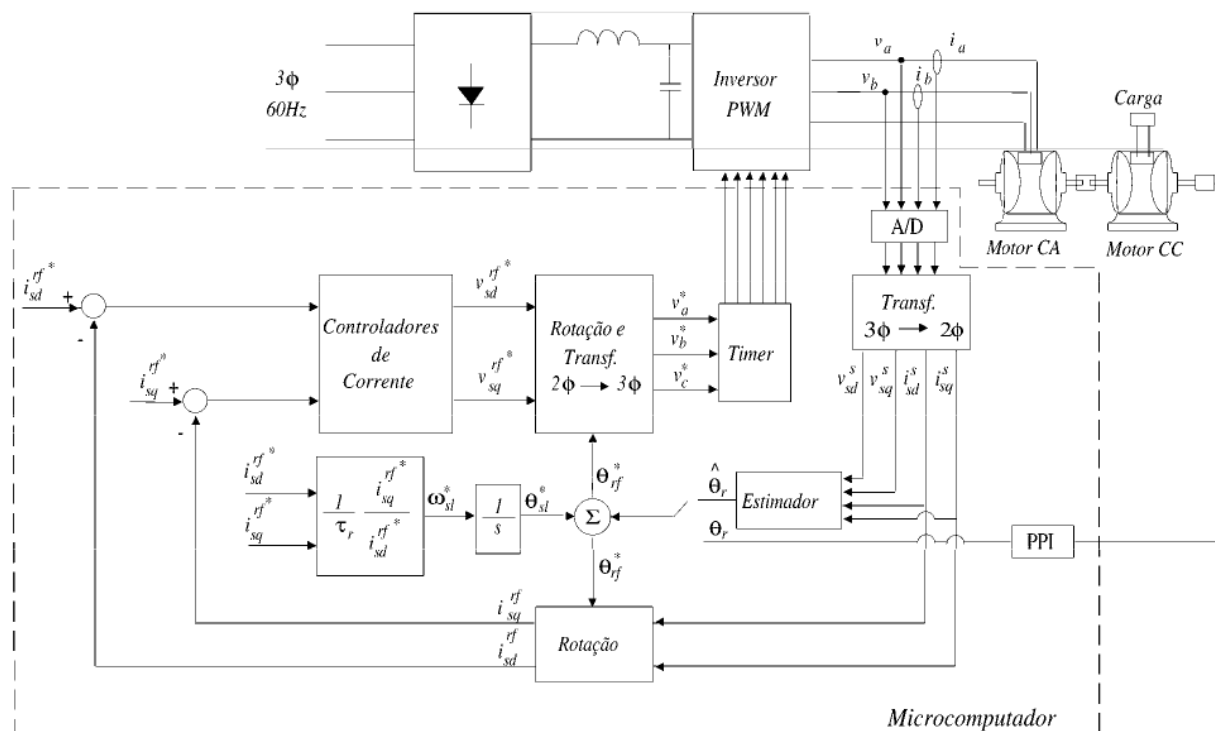 3ϕ
60Hz
Inversor
PWM
v_a
i_a
v_b
i_b
Carga
Motor CA
Motor CC
A/D
Transf.
3ϕ → 2ϕ
v_sd^s v_sq^s i_sd^s i_sq^s
i_sd^rf*
+
-
i_sq^rf*
+
-
Controladores
de
Corrente
v_sd^rf*
v_sq^rf*
Rotação e
Transf.
2ϕ → 3ϕ
v_a^*
v_b^*
v_c^*
Timer
i_sd^rf*
i_sq^rf*
1/τ_r i_sq^rf*/i_sd^rf*
ω_sl^*
1/s
θ_sl^*
Σ
θ_rf^*
θ_rf^*
θ̂_r
θ_r
Estimador
PPI
i_sq^rf
i_sd^rf
Rotação
Microcomputador